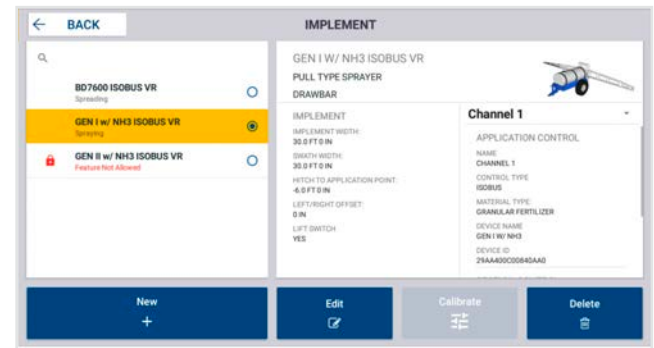 BACK
IMPLEMENT
BD7600 ISOBUS VR
Spreading
GEN I w/ NH3 ISOBUS VR
Spraying
GEN II w/ NH3 ISOBUS VR
Feature Not Allowed
GEN I W/ NH3 ISOBUS VR
PULL TYPE SPRAYER
DRAWBAR
IMPLEMENT
IMPLEMENT WIDTH:
30.0 FT 0 IN
SWATH WIDTH:
30.0 FT 0 IN
HITCH TO APPLICATION POINT:
-6.0 FT 0 IN
LEFT/RIGHT OFFSET:
0 IN
LIFT SWITCH
YES
Channel 1
APPLICATION CONTROL
NAME
CHANNEL 1
CONTROL TYPE
ISOBUS
MATERIAL TYPE
GRANULAR FERTILIZER
DEVICE NAME
GEN I W/ NH3
DEVICE ID
29AA400C00840AA0
New
Edit
Calibrate
Delete